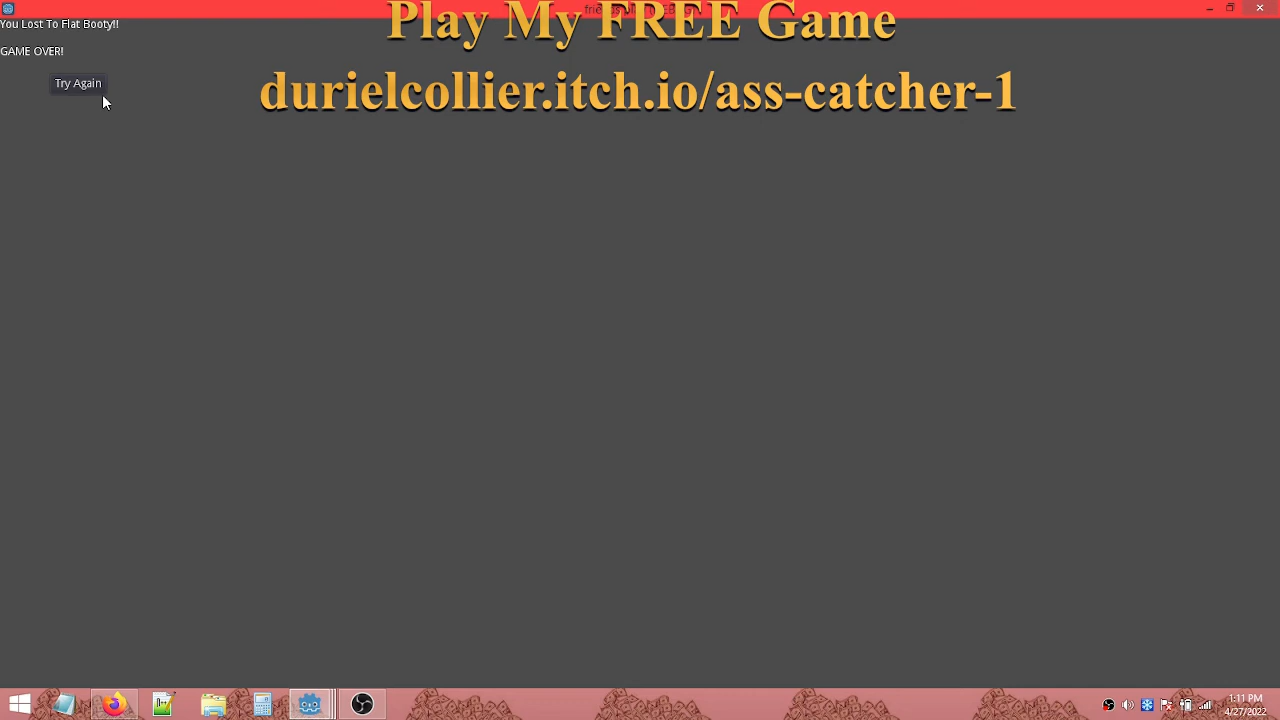 You Lost To Flat Booty!!
GAME OVER!
Try Again
Play My FREE Game
durielcollier.itch.io/ass-catcher-1
1:11 PM
4/27/2022